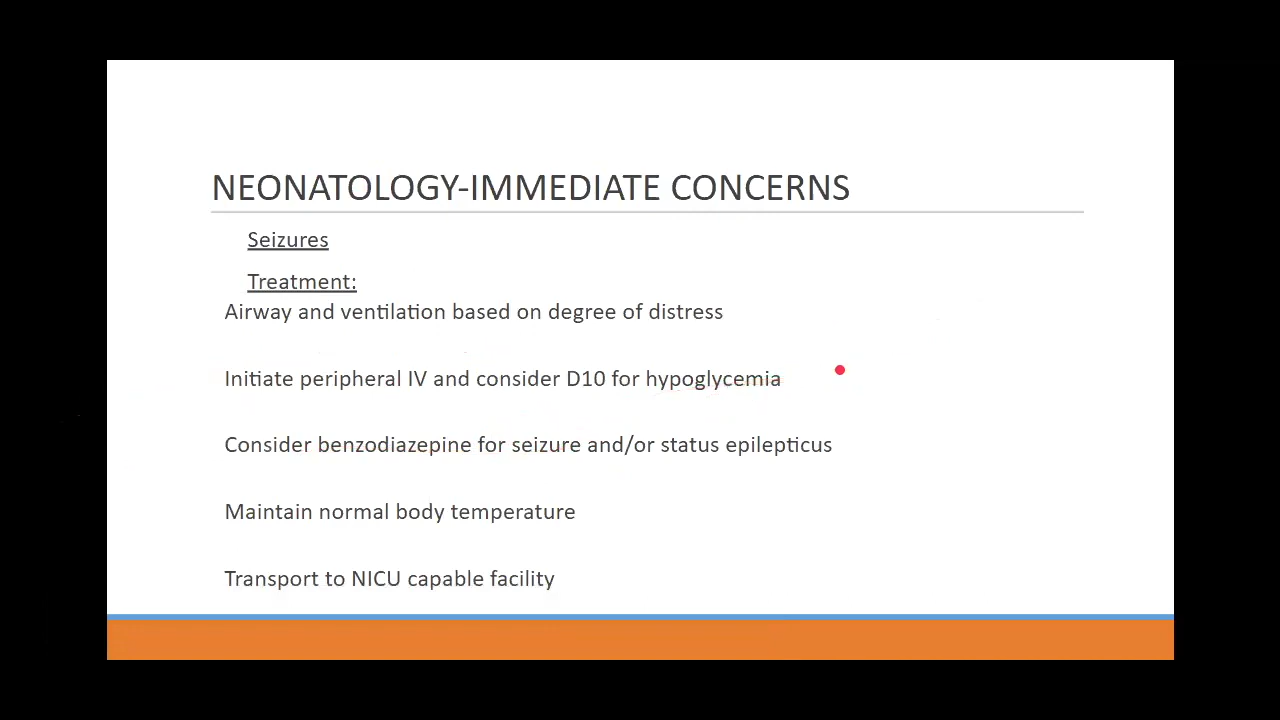 NEONATOLOGY-IMMEDIATE CONCERNS
Seizures
Treatment:
Airway and ventilation based on degree of distress
Initiate peripheral IV and consider D10 for hypoglycemia
Consider benzodiazepine for seizure and/or status epilepticus
Maintain normal body temperature
Transport to NICU capable facility